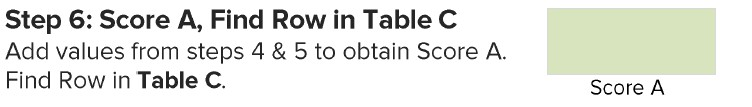 Step 6: Score A, Find Row in Table C
Add values from steps 4 & 5 to obtain Score A.
Find Row in Table C.
Score A